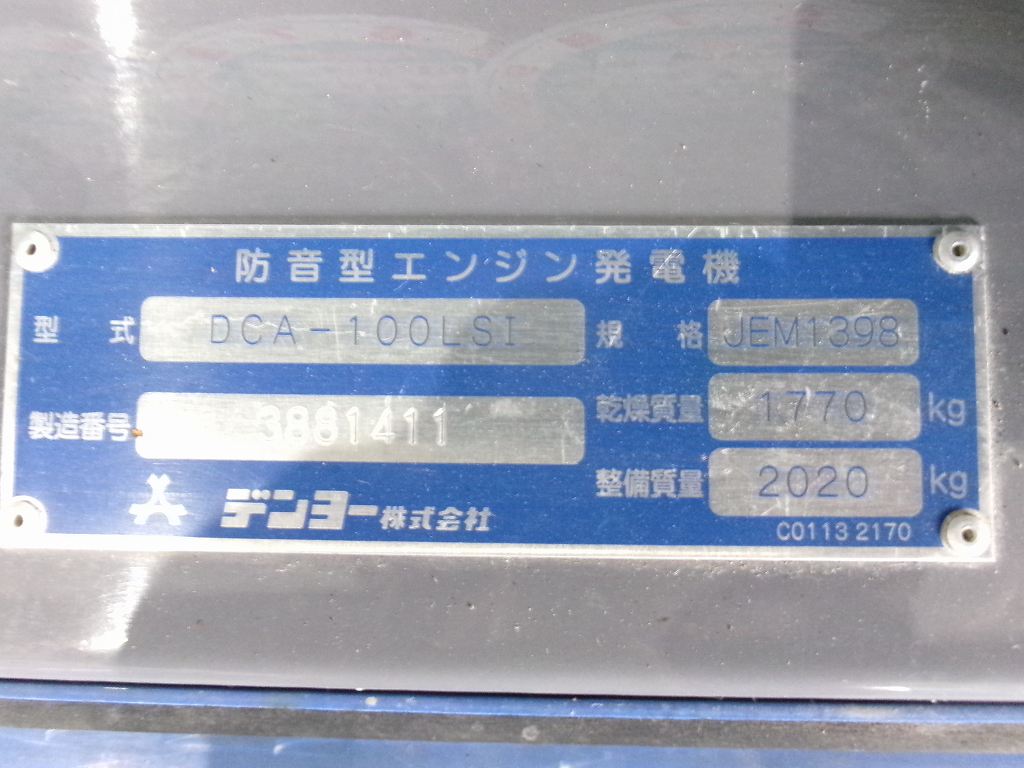 防音型エンジン発電機
型式 DCA-100LSI 規格 JEM1398
製造番号 3881411 乾燥質量 1770 kg
整備質量 2020 kg
デンヨー株式会社 C0113 2170